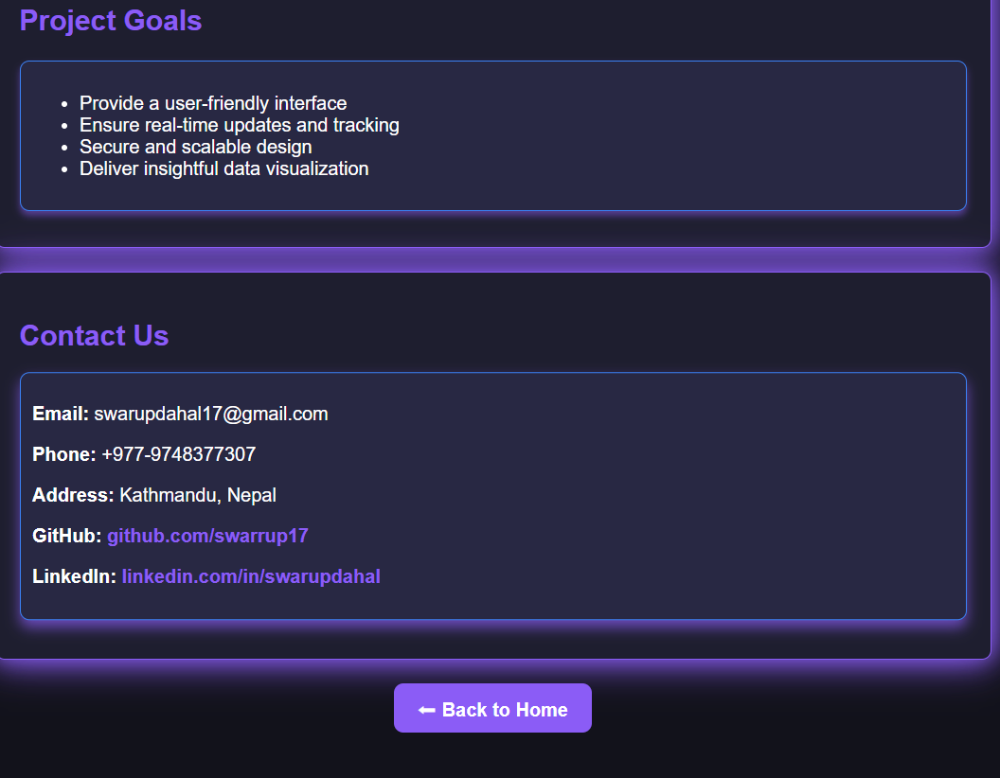 Project Goals
• Provide a user-friendly interface
• Ensure real-time updates and tracking
• Secure and scalable design
• Deliver insightful data visualization
Contact Us
Email: swarupdahal17@gmail.com
Phone: +977-9748377307
Address: Kathmandu, Nepal
GitHub: github.com/swarrup17
LinkedIn: linkedin.com/in/swarupdahal
⬅ Back to Home